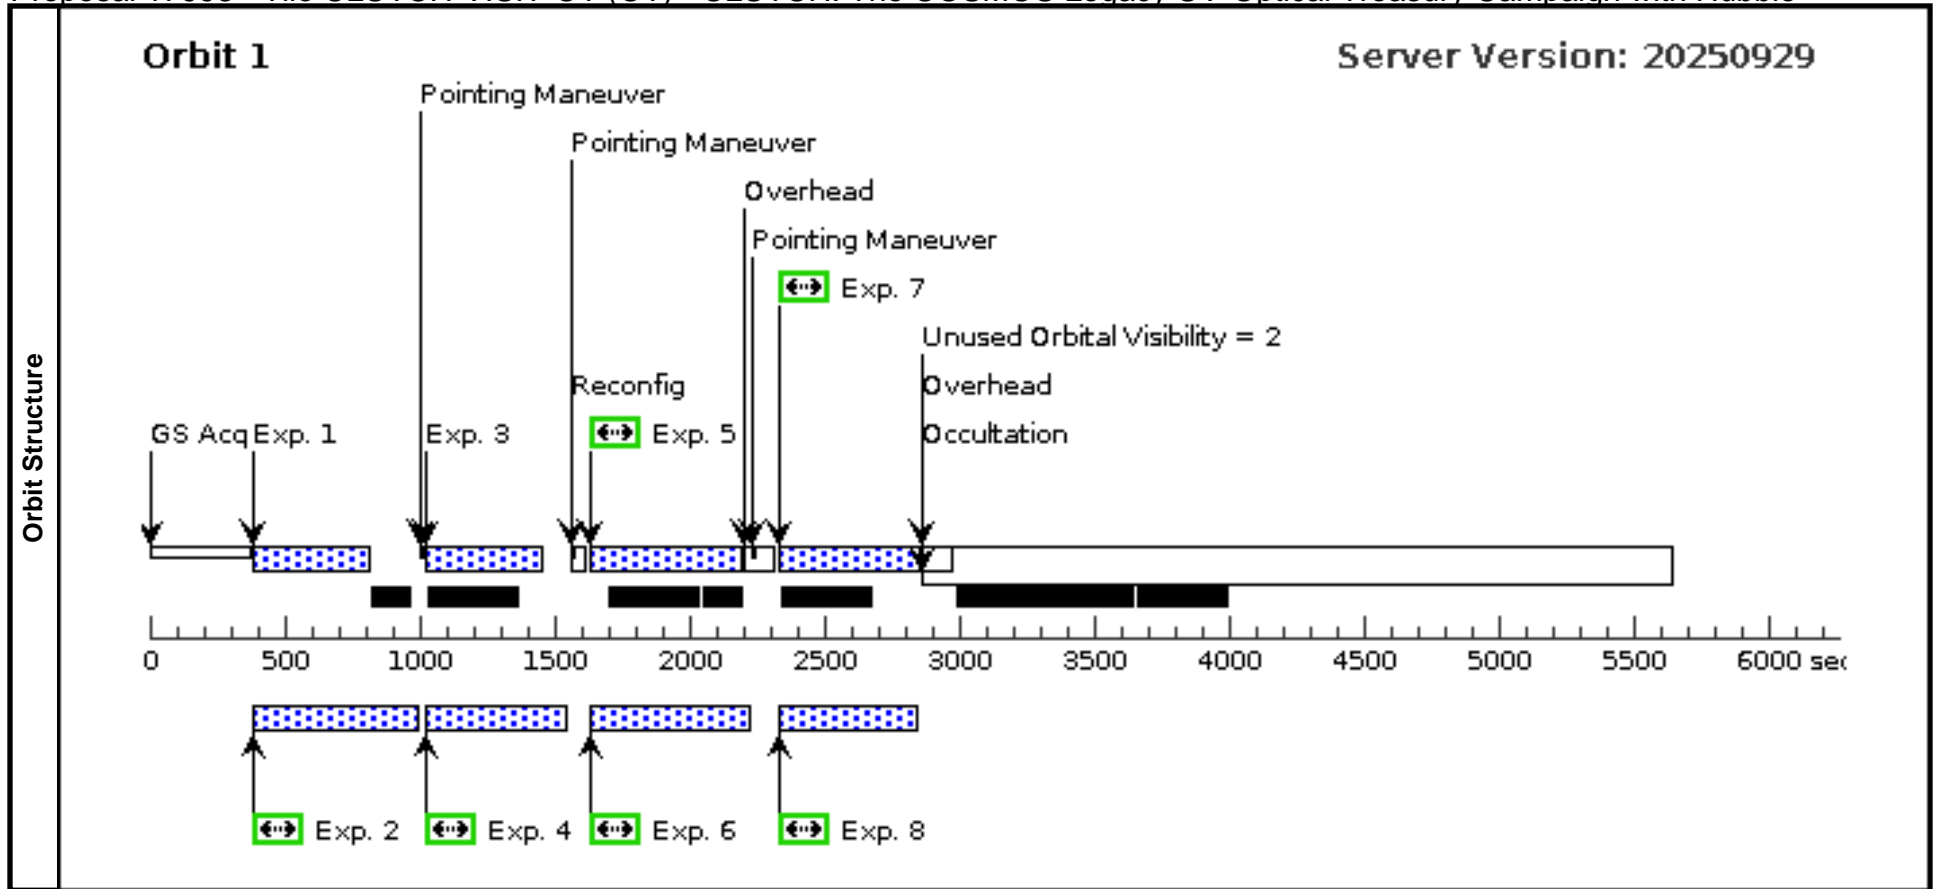 Orbit 1
Server Version: 20250929
Pointing Maneuver
Pointing Maneuver
Overhead
Pointing Maneuver
Exp. 7
Unused Orbital Visibility = 2
Reconfig
Overhead
GS Acq Exp. 1
Exp. 3
Exp. 5
Occultation
Orbit Structure
0 500 1000 1500 2000 2500 3000 3500 4000 4500 5000 5500 6000 sec
Exp. 2
Exp. 4
Exp. 6
Exp. 8